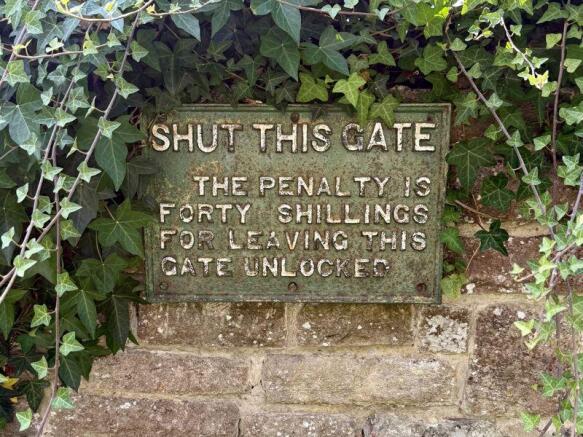 SHUT THIS GATE
THE PENALTY IS
FORTY SHILLINGS
FOR LEAVING THIS
GATE UNLOCKED